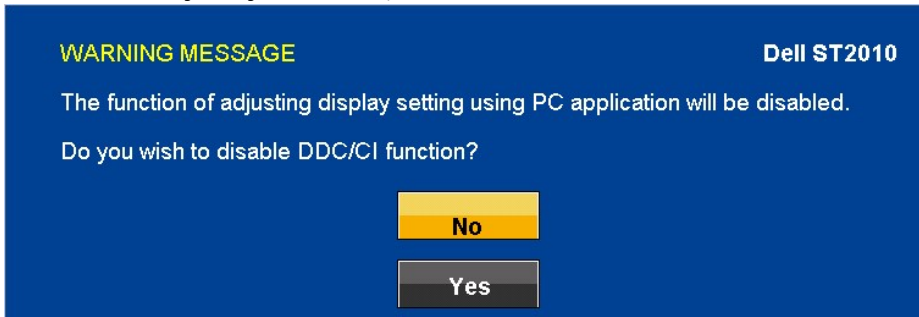 WARNING MESSAGE Dell ST2010
The function of adjusting display setting using PC application will be disabled.
Do you wish to disable DDC/CI function?
No
Yes